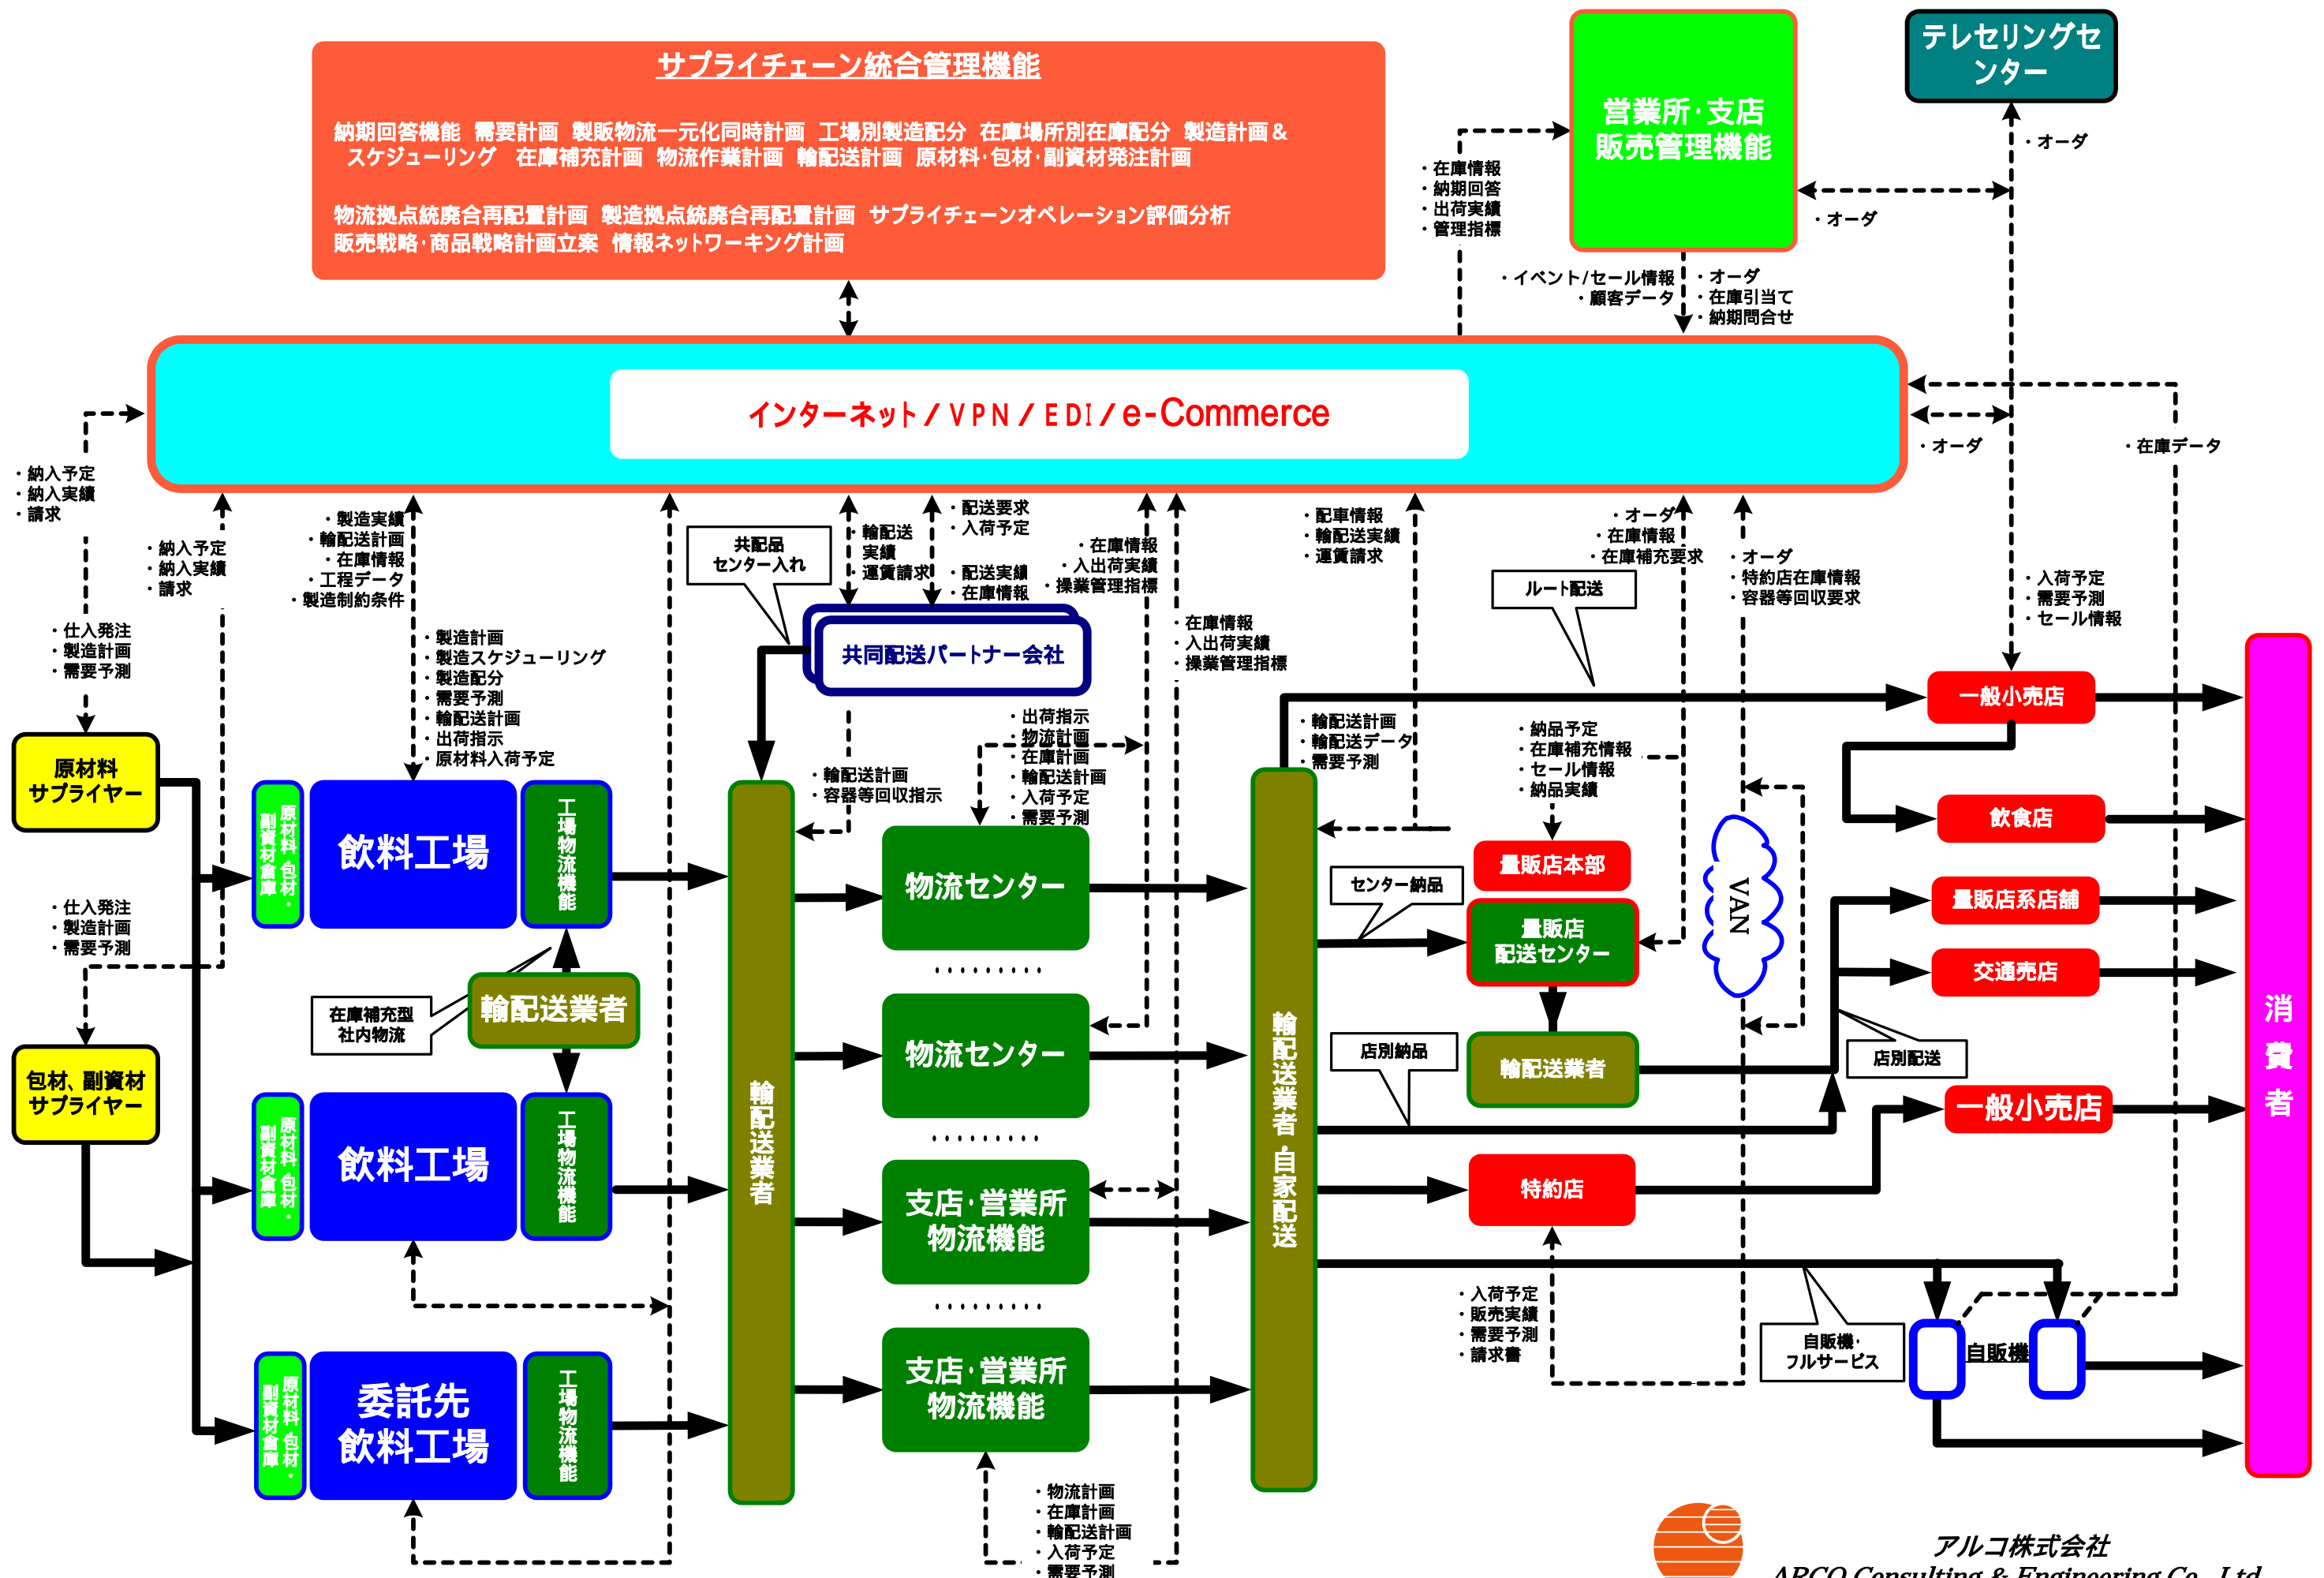 サプライチェーン統合管理機能
納期回答機能 需要計画 製販物流一元化同時計画 工場別製造配分 在庫場所別在庫配分 製造計画&
スケジューリング 在庫補充計画 物流作業計画 輸配送計画 原材料・包材・副資材発注計画
物流拠点統廃合再配置計画 製造拠点統廃合再配置計画 サプライチェーンオペレーション評価分析
販売戦略・商品戦略計画立案 情報ネットワーキング計画
営業所・支店
販売管理機能
テレセリングセ
ンター
・オーダ
・オーダ
・在庫情報
・納期回答
・出荷実績
・管理指標
・イベント/セール情報
・顧客データ
・オーダ
・在庫引当て
・納期問合せ
インターネット/VPN/EDI/e-Commerce
・オーダ
・在庫データ
・納入予定
・納入実績
・請求
・納入予定
・納入実績
・請求
・製造実績
・輸配送計画
・在庫情報
・工程データ
・製造制約条件
共配品
センター入れ
・輸配送
実績
・運賃請求
・配送要求
・入荷予定
・配送実績
・在庫情報
・在庫情報
・入出荷実績
・操業管理指標
・配車情報
・輸配送実績
・運賃請求
・オーダ
・在庫情報
・在庫補充要求
・オーダ
・特約店在庫情報
・容器等回収要求
・入荷予定
・需要予測
・セール情報
ルート配送
・仕入発注
・製造計画
・需要予測
・製造計画
・製造スケジューリング
・製造配分
・需要予測
・輸配送計画
・出荷指示
・原材料入荷予定
共同配送パートナー会社
・在庫情報
・入出荷実績
・操業管理指標
・出荷指示
・物流計画
・在庫計画
・輸配送計画
・入荷予定
・需要予測
・輸配送計画
・容器等回収指示
・輸配送計画
・輸配送データ
・需要予測
・納品予定
・在庫補充情報
・セール情報
・納品実績
一般小売店
原材料
サプライヤー
原材料・包材・
副資材倉庫
飲料工場
工場物流機能
飲食店
物流センター
量販店本部
センター納品
VAN
量販店系店舗
・仕入発注
・製造計画
・需要予測
量販店
配送センター
・・・・・・・・・
交通売店
輸配送業者
在庫補充型
社内物流
物流センター
店別納品
輸配送業者
店別配送
消費者
包材、副資材
サプライヤー
輸配送業者
輸配送業者・自家配送
原材料・包材・
副資材倉庫
飲料工場
工場物流機能
一般小売店
・・・・・・・・・
支店・営業所
物流機能
特約店
・・・・・・・・・
・入荷予定
・販売実績
・需要予測
・請求書
自販機・
フルサービス
自販機
原材料・包材・
副資材倉庫
委託先
飲料工場
工場物流機能
支店・営業所
物流機能
・物流計画
・在庫計画
・輸配送計画
・入荷予定
・需要予測
アルコ株式会社
ARCO Consulting & Engineering Co., Ltd